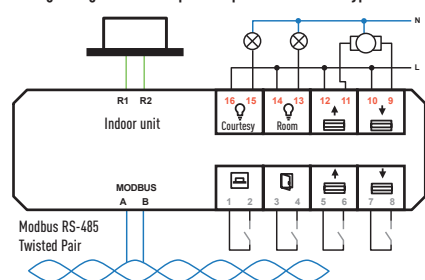 N
L
R1 R2
16 15 14 13 12 11 10 9
Indoor unit
Courtesy Room
MODBUS
A B
1 2 3 4 5 6 7 8
Modbus RS-485
Twisted Pair